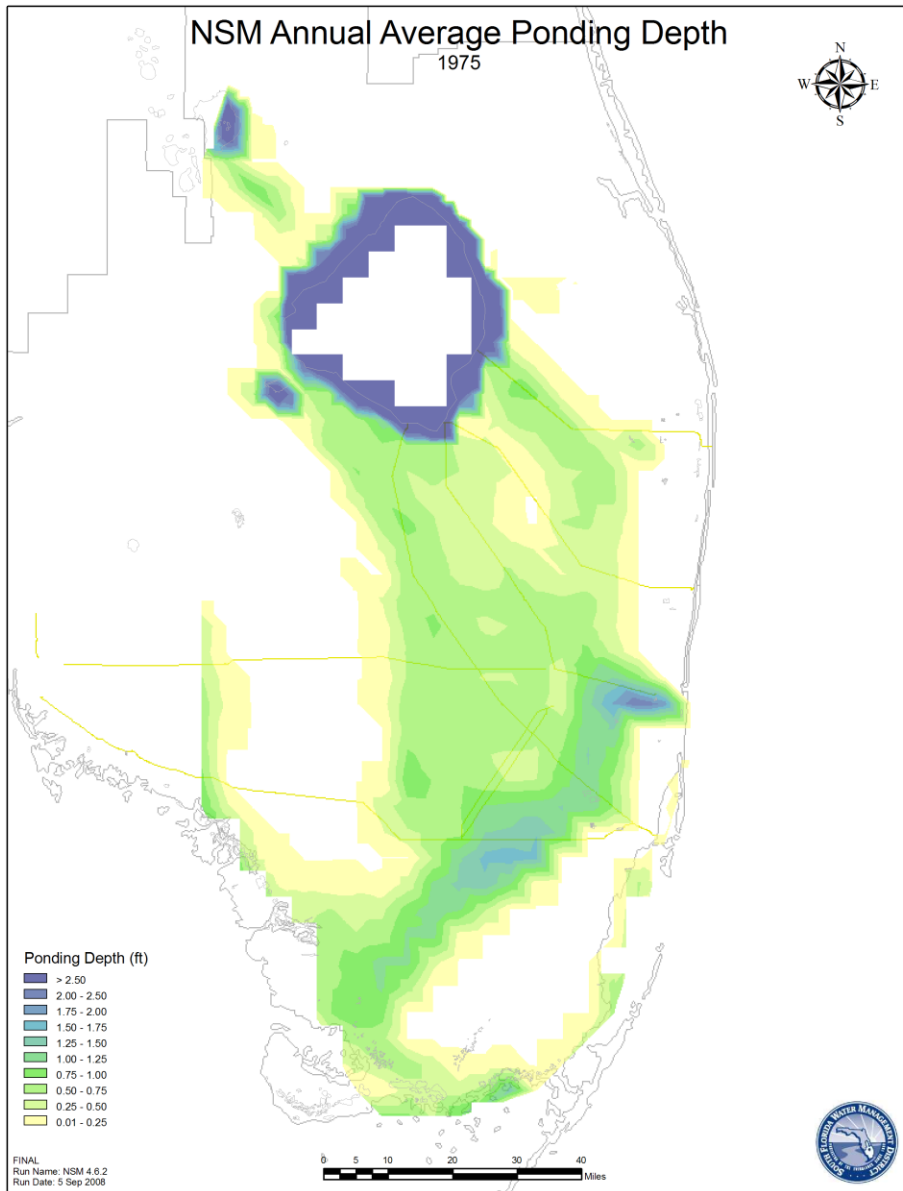 NSM Annual Average Ponding Depth
1975
N
W E
S
Ponding Depth (ft)
> 2.50
2.00 - 2.50
1.75 - 2.00
1.50 - 1.75
1.25 - 1.50
1.00 - 1.25
0.75 - 1.00
0.50 - 0.75
0.25 - 0.50
0.01 - 0.25
FINAL
Run Name: NSM 4.6.2
Run Date: 5 Sep 2008
0 5 10 20 30 40
Miles
SOUTH FLORIDA WATER MANAGEMENT DISTRICT